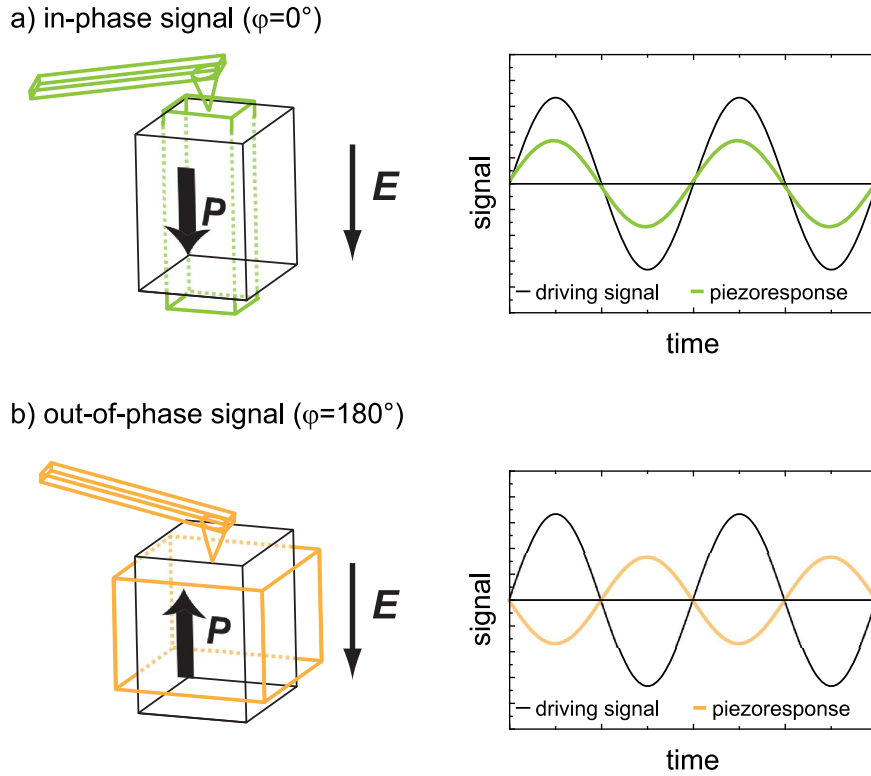 a) in-phase signal (φ=0°)
P
E
signal
driving signal
piezoresponse
time
b) out-of-phase signal (φ=180°)
P
E
signal
driving signal
piezoresponse
time